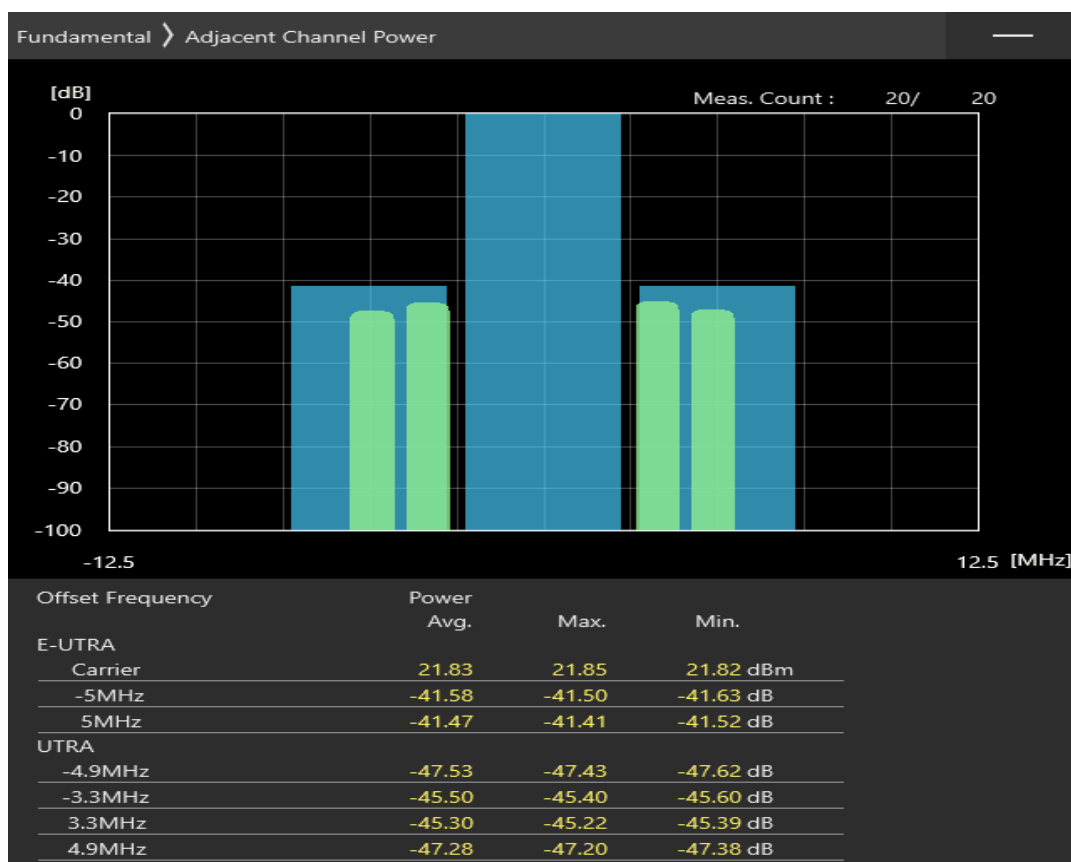 Fundamental ❯ Adjacent Channel Power
[dB]
Meas. Count : 20/ 20
0
-10
-20
-30
-40
-50
-60
-70
-80
-90
-100
-12.5 12.5 [MHz]
Offset Frequency Power
Avg. Max. Min.
E-UTRA
Carrier 21.83 21.85 21.82 dBm
-5MHz -41.58 -41.50 -41.63 dB
5MHz -41.47 -41.41 -41.52 dB
UTRA
-4.9MHz -47.53 -47.43 -47.62 dB
-3.3MHz -45.50 -45.40 -45.60 dB
3.3MHz -45.30 -45.22 -45.39 dB
4.9MHz -47.28 -47.20 -47.38 dB